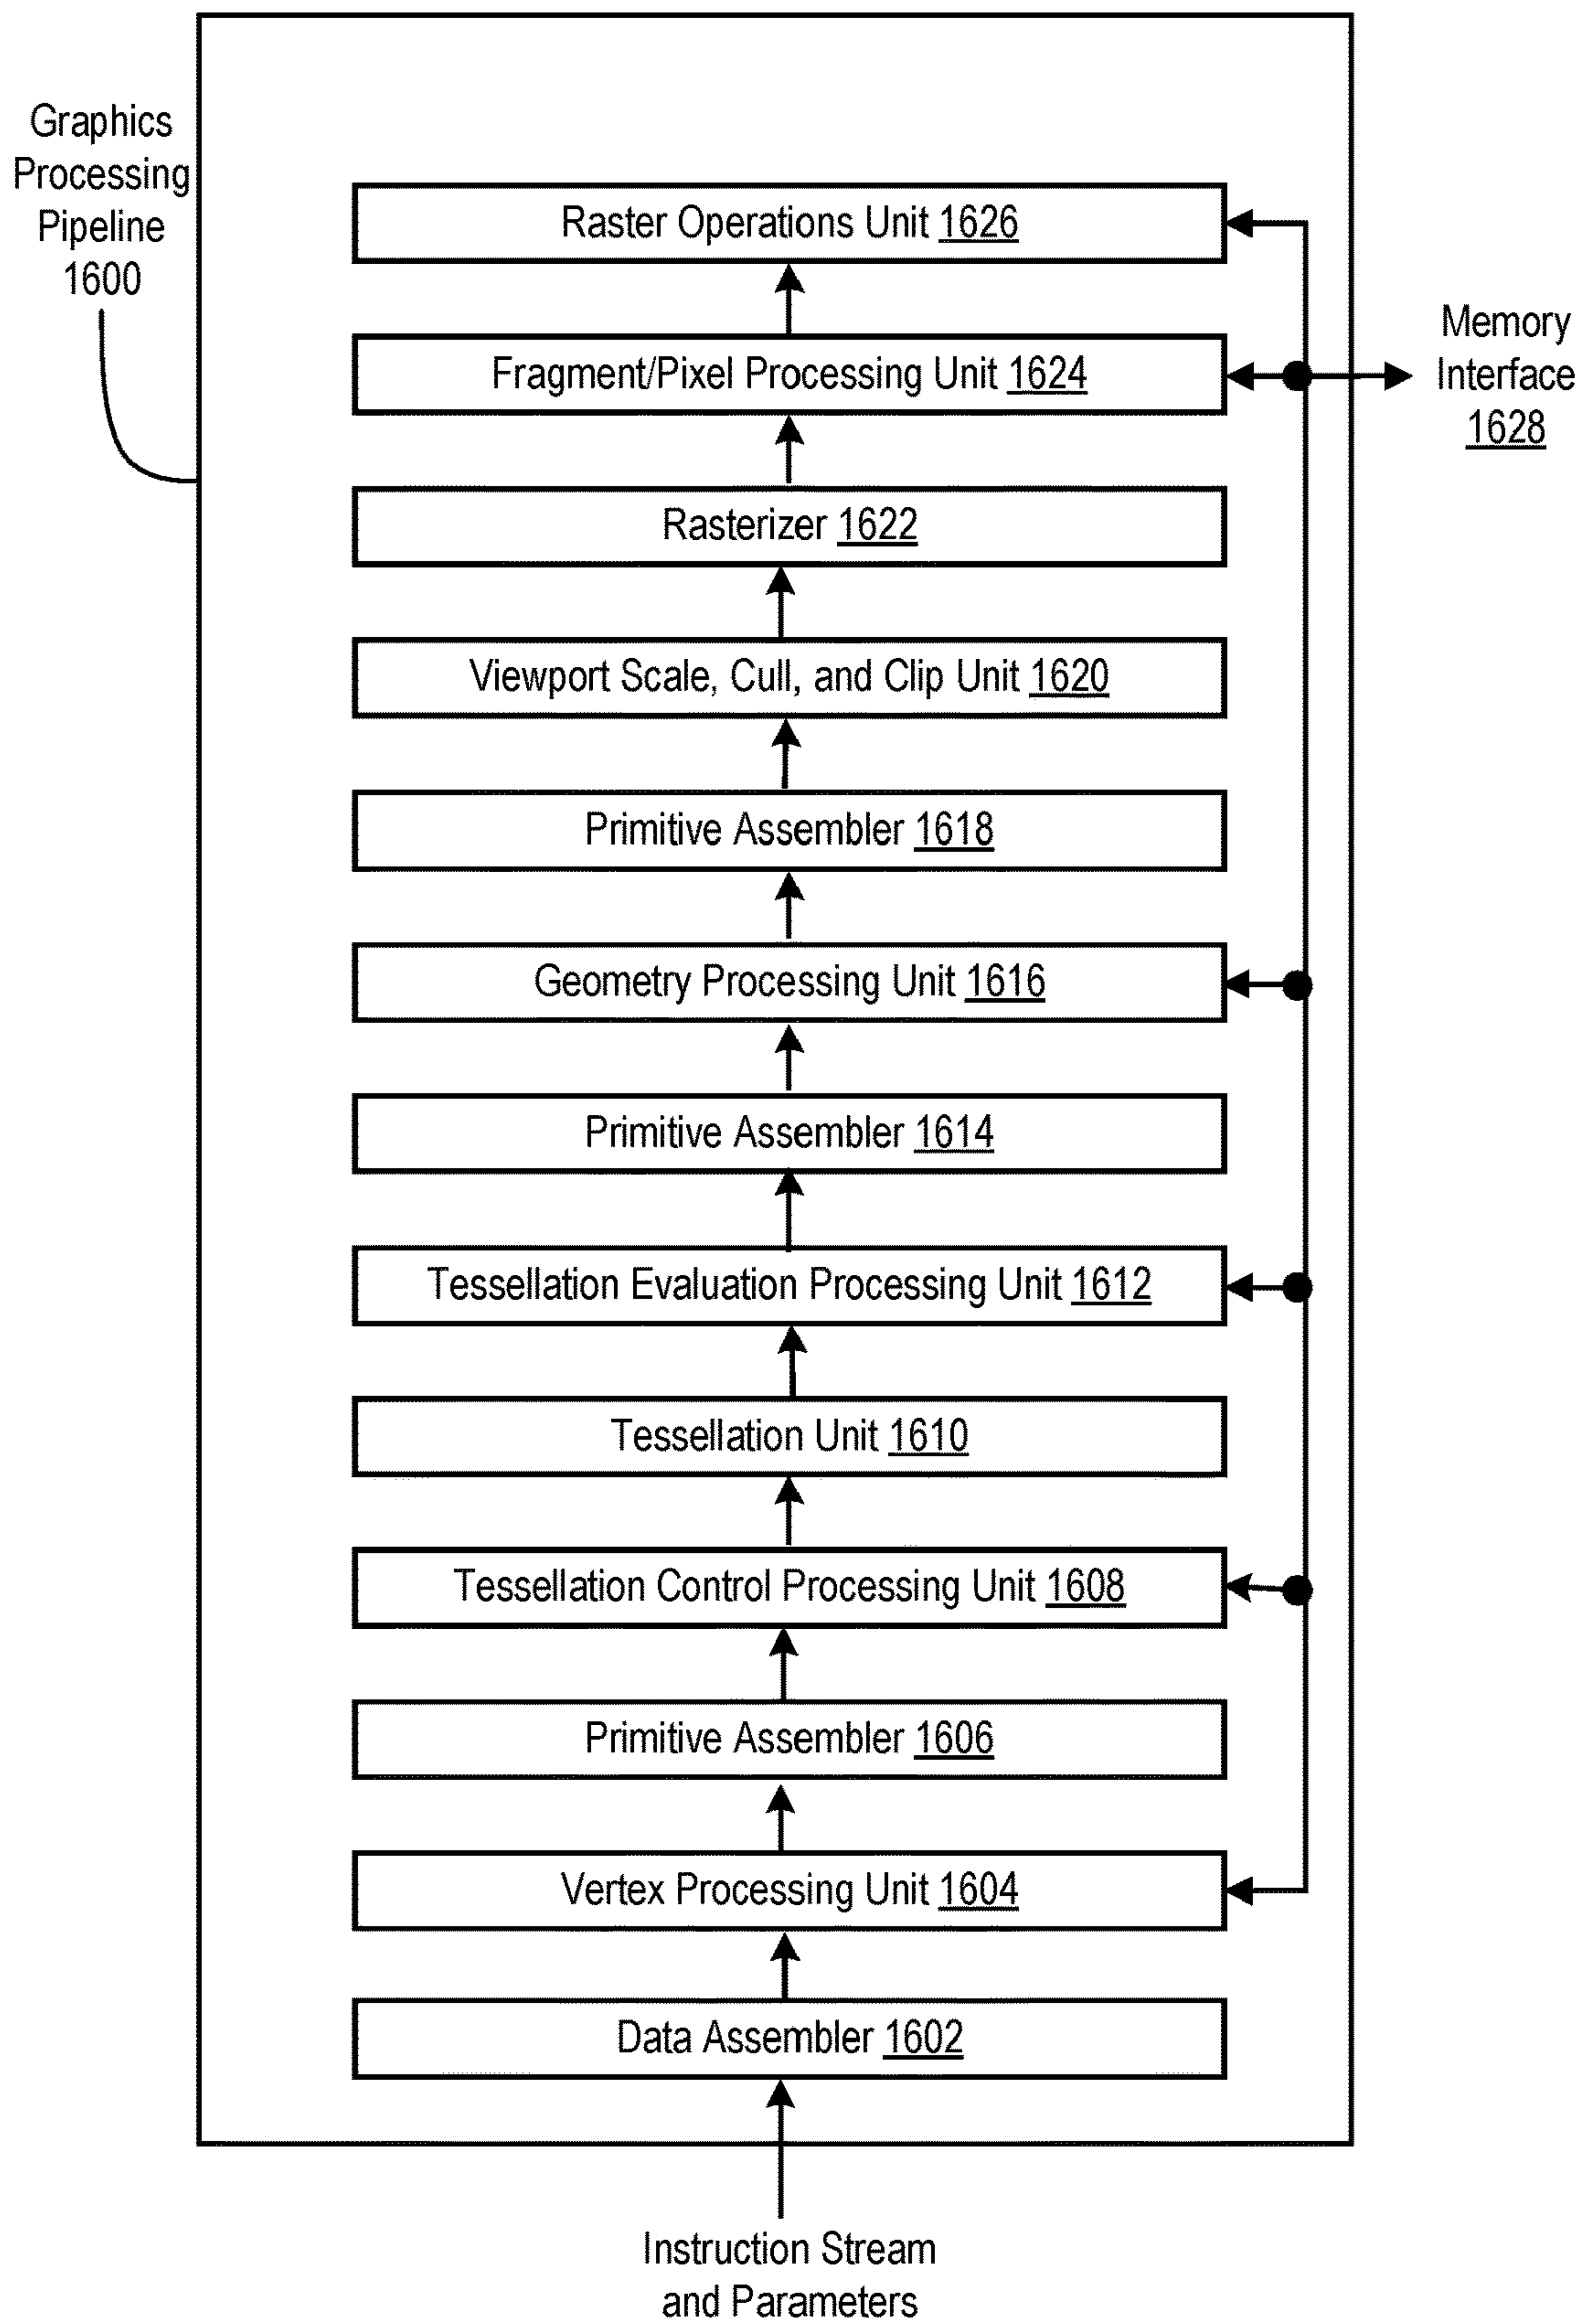 Graphics
Processing
Pipeline
1600
Raster Operations Unit 1626
Memory
Interface
1628
Fragment/Pixel Processing Unit 1624
Rasterizer 1622
Viewport Scale, Cull, and Clip Unit 1620
Primitive Assembler 1618
Geometry Processing Unit 1616
Primitive Assembler 1614
Tessellation Evaluation Processing Unit 1612
Tessellation Unit 1610
Tessellation Control Processing Unit 1608
Primitive Assembler 1606
Vertex Processing Unit 1604
Data Assembler 1602
Instruction Stream
and Parameters